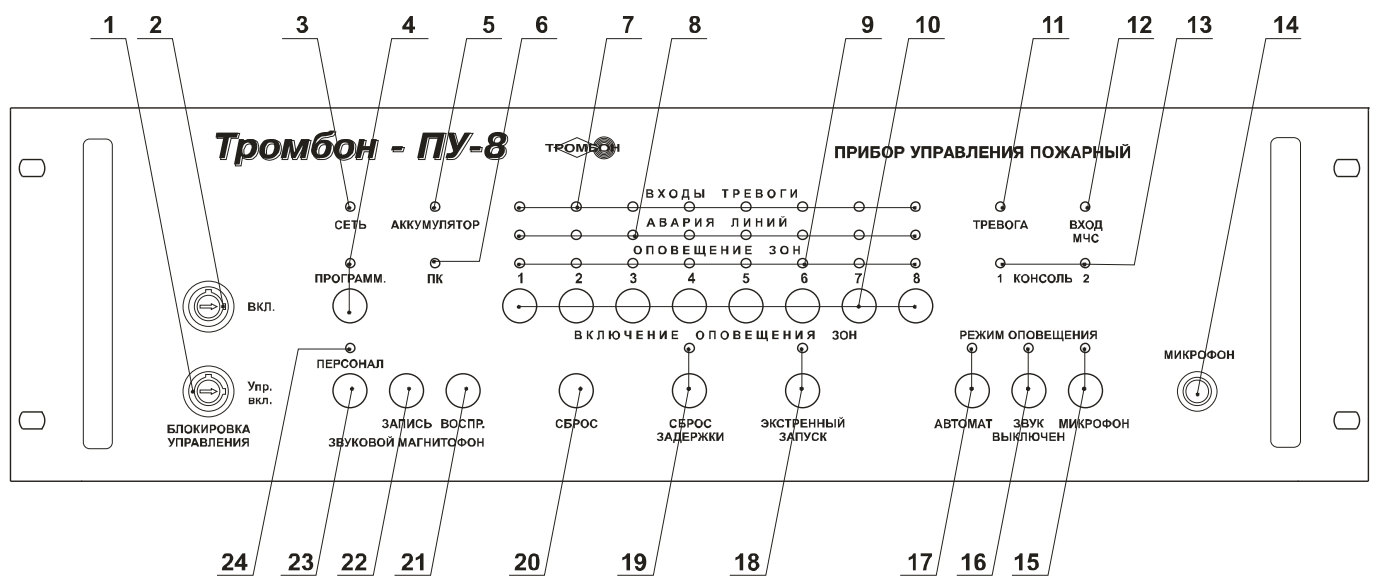 1 2 3 4 5 6 7 8 9 10 11 12 13 14
Тромбон - ПУ-8
ТРОМБОН
ПРИБОР УПРАВЛЕНИЯ ПОЖАРНЫЙ
ВХОДЫ ТРЕВОГИ
СЕТЬ
АККУМУЛЯТОР
АВАРИЯ ЛИНИЙ
ТРЕВОГА
ВХОД
МЧС
ОПОВЕЩЕНИЕ ЗОН
ПРОГРАММ.
ПК
1 2 3 4 5 6 7 8
1 КОНСОЛЬ 2
ВКЛ.
ВКЛЮЧЕНИЕ ОПОВЕЩЕНИЯ ЗОН
РЕЖИМ ОПОВЕЩЕНИЯ
МИКРОФОН
ПЕРСОНАЛ
Упр.
вкл.
БЛОКИРОВКА
УПРАВЛЕНИЯ
ЗАПИСЬ ВОСПР.
ЗВУКОВОЙ МАГНИТОФОН
СБРОС
СБРОС
ЗАДЕРЖКИ
ЭКСТРЕННЫЙ
ЗАПУСК
АВТОМАТ
ЗВУК
ВЫКЛЮЧЕН
МИКРОФОН
24 23 22 21 20 19 18 17 16 15